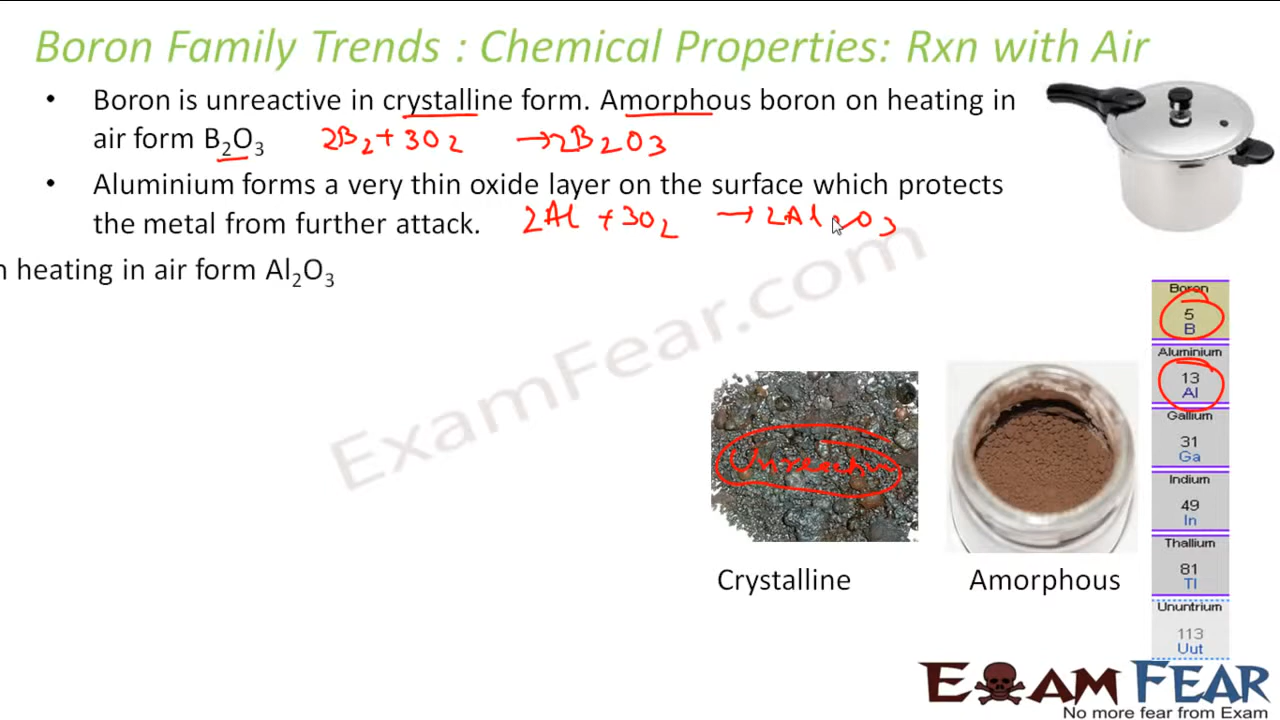 Boron Family Trends : Chemical Properties: Rxn with Air
• Boron is unreactive in crystalline form. Amorphous boron on heating in
air form B₂O₃ 2B₂ + 3O₂ → 2B₂O₃
• Aluminium forms a very thin oxide layer on the surface which protects
the metal from further attack. 2Al + 3O₂ → 2Al₂O₃
n heating in air form Al₂O₃
ExamFear.com
Boron
5
B
Aluminium
13
Al
Gallium
31
Ga
Indium
49
In
Thallium
81
Tl
Ununtrium
113
Uut
Crystalline
Amorphous
EXAM FEAR
No more fear from Exam